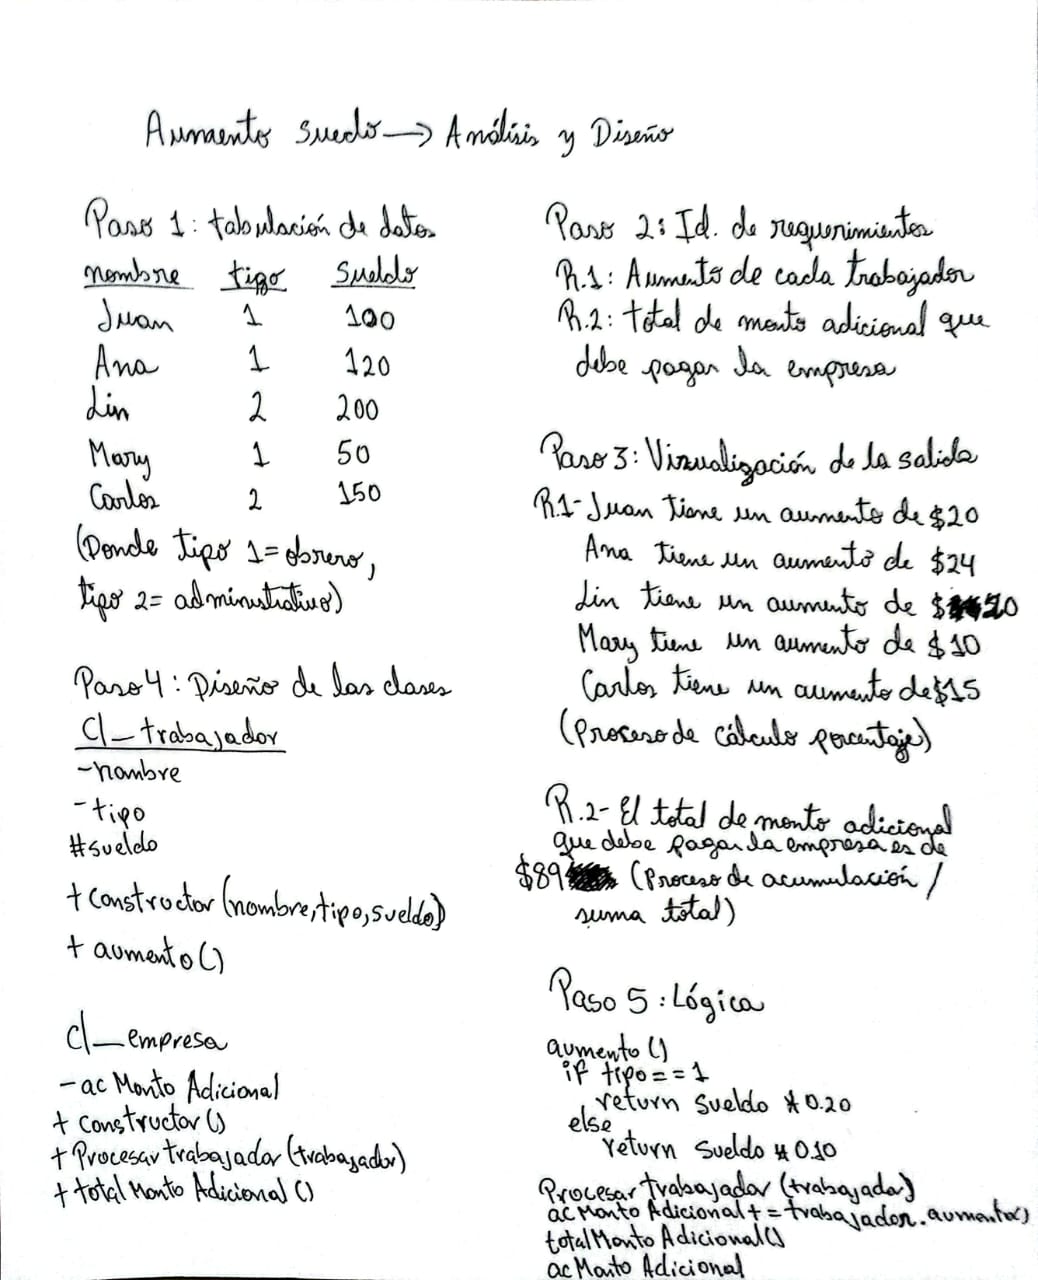 Aumento sueldo → Análisis y Diseño
Paso 1: tabulación de datos
nombre tipo Sueldo
Juan 1 100
Ana 1 120
Lin 2 200
Mary 1 50
Carlos 2 150
(Donde tipo 1=obrero,
tipo 2= administrativo)
Paso 2: Id. de requerimientos
R.1: Aumento de cada trabajador
R.2: total de monto adicional que
debe pagar la empresa
Paso 3: Visualización de la salida
R.1- Juan tiene un aumento de $20
Ana tiene un aumento de $24
Lin tiene un aumento de $20
Mary tiene un aumento de $10
Carlos tiene un aumento de $15
(Proceso de cálculo porcentaje)
R.2- El total de monto adicional
que debe pagar la empresa es de
$89 (Proceso de acumulación /
suma total)
Paso 4: Diseño de las clases
Cl_trabajador
-nombre
-tipo
#sueldo
+ constructor (nombre, tipo, sueldo)
+ aumento()
Cl_empresa
- ac Monto Adicional
+ constructor()
+ Procesar trabajador (trabajador)
+ total Monto Adicional ()
Paso 5: Lógica
aumento ()
if tipo == 1
return sueldo * 0.20
else
return sueldo * 0.10
Procesar trabajador (trabajador)
ac Monto Adicional += trabajador.aumento()
total Monto Adicional()
ac Monto Adicional